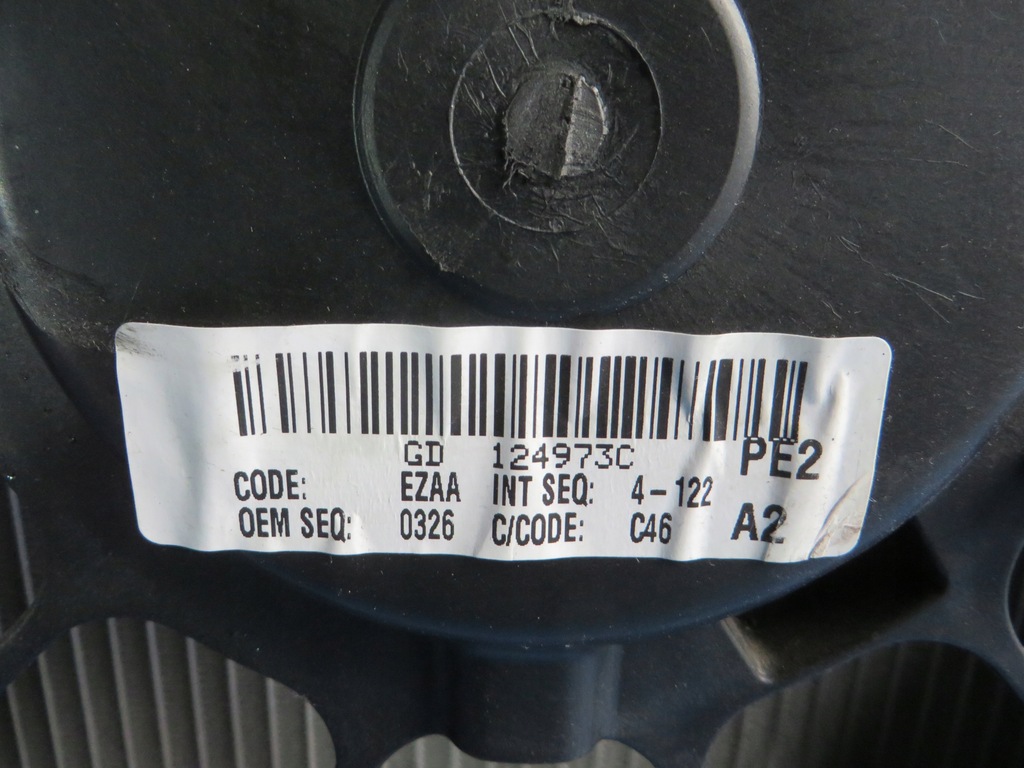 GD 124973C PE2
CODE: EZAA INT SEQ: 4-122
OEM SEQ: 0326 C/CODE: C46 A2